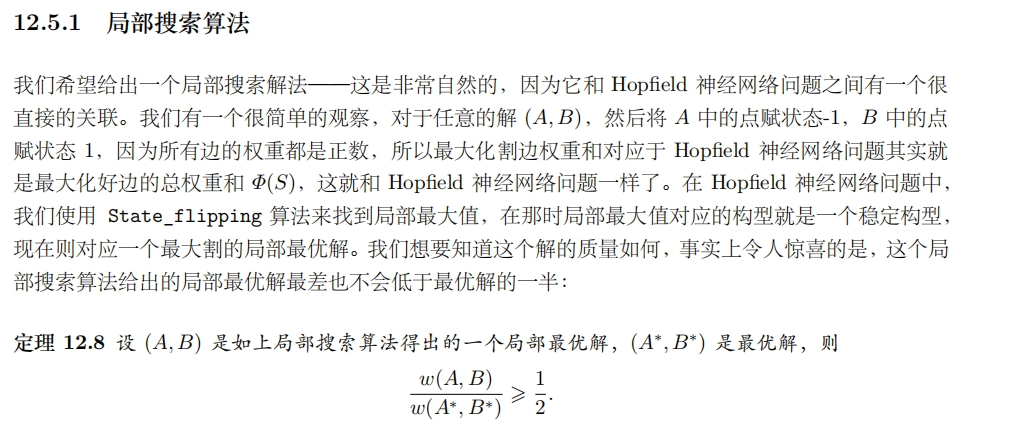 12.5.1 局部搜索算法
我们希望给出一个局部搜索解法——这是非常自然的，因为它和 Hopfield 神经网络问题之间有一个很
直接的关联。我们有一个很简单的观察，对于任意的解 (A, B)，然后将 A 中的点赋状态-1，B 中的点
赋状态 1，因为所有边的权重都是正数，所以最大化割边权重和对应于 Hopfield 神经网络问题其实就
是最大化好边的总权重和 Φ(S)，这就和 Hopfield 神经网络问题一样了。在 Hopfield 神经网络问题中，
我们使用 State_flipping 算法来找到局部最大值，在那时局部最大值对应的构型就是一个稳定构型，
现在则对应一个最大割的局部最优解。我们想要知道这个解的质量如何，事实上令人惊喜的是，这个局
部搜索算法给出的局部最优解最差也不会低于最优解的一半：
定理 12.8 设 (A, B) 是如上局部搜索算法得出的一个局部最优解，(A*, B*) 是最优解，则
w(A, B) / w(A*, B*) ⩾ 1/2.